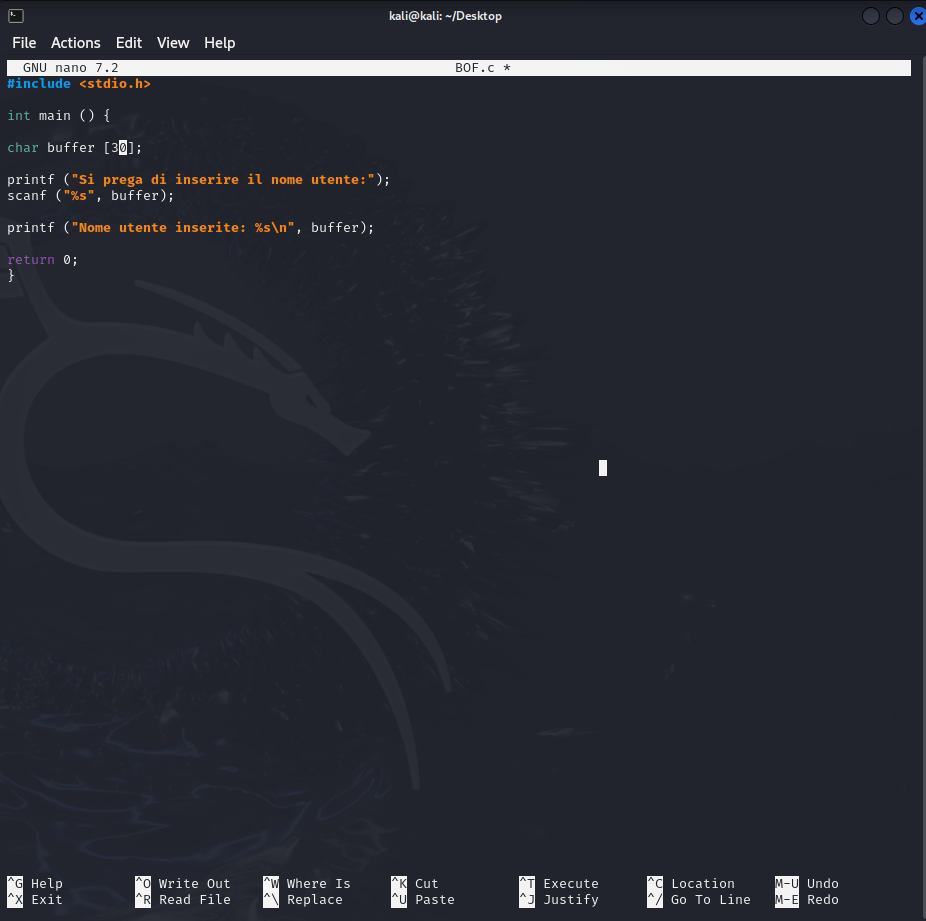 kali@kali: ~/Desktop
File Actions Edit View Help
GNU nano 7.2 BOF.c *
#include <stdio.h>
int main () {
char buffer [30];
printf ("Si prega di inserire il nome utente:");
scanf ("%s", buffer);
printf ("Nome utente inserite: %s\n", buffer);
return 0;
}
^G Help ^O Write Out ^W Where Is ^K Cut ^T Execute ^C Location M-U Undo
^X Exit ^R Read File ^\ Replace ^U Paste ^J Justify ^/ Go To Line M-E Redo